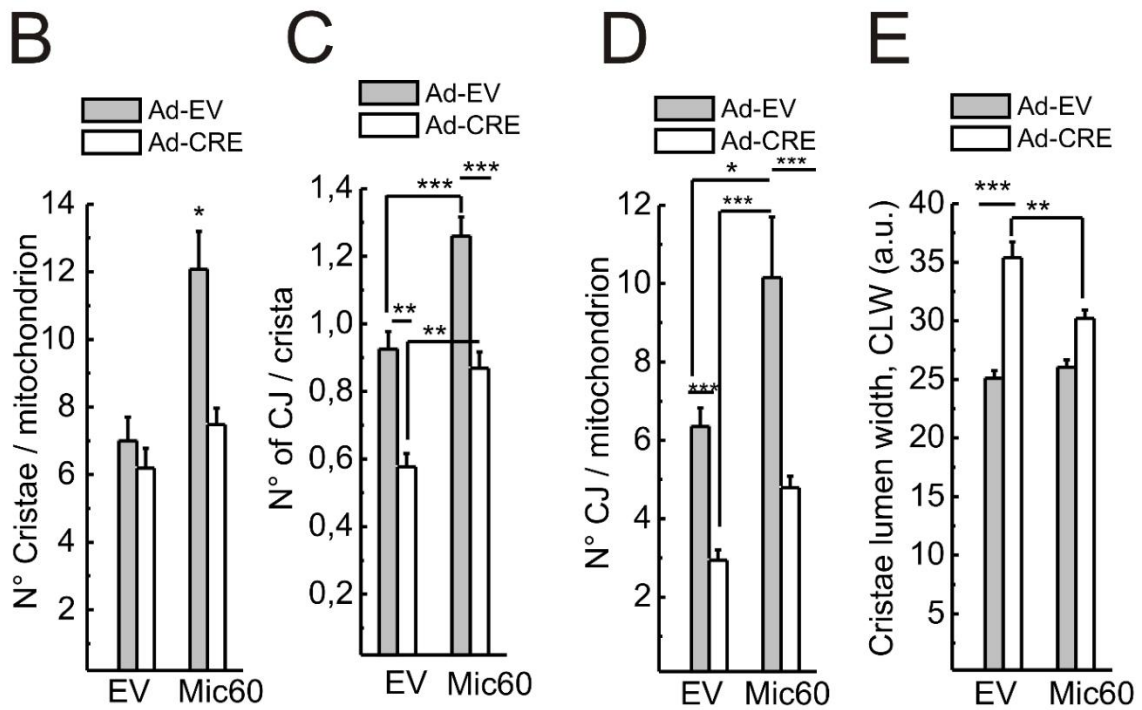 B
Ad-EV
Ad-CRE
N° Cristae / mitochondrion
14
12
10
8
6
4
2
*
EV Mic60
C
Ad-EV
Ad-CRE
N° of CJ / crista
1,4
1,2
1,0
0,8
0,6
0,4
0,2
***
***
**
**
EV Mic60
D
Ad-EV
Ad-CRE
N° CJ / mitochondrion
12
10
8
6
4
2
*
***
***
***
EV Mic60
E
Ad-EV
Ad-CRE
Cristae lumen width, CLW (a.u.)
40
35
30
25
20
15
10
5
***
**
EV Mic60